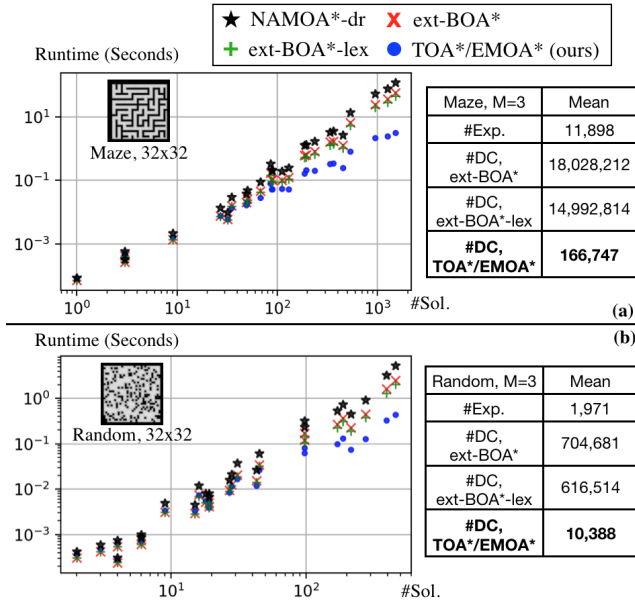 NAMOA*-dr ext-BOA*
ext-BOA*-lex TOA*/EMOA* (ours)
(a)
Runtime (Seconds)
10^1
10^-1
10^-3
Maze, 32x32
10^0 10^1 10^2 10^3
#Sol.
Maze, M=3 Mean
#Exp. 11,898
#DC,
ext-BOA* 18,028,212
#DC,
ext-BOA*-lex 14,992,814
#DC,
TOA*/EMOA* 166,747
(b)
Runtime (Seconds)
10^0
10^-1
10^-2
10^-3
Random, 32x32
10^1 10^2
#Sol.
Random, M=3 Mean
#Exp. 1,971
#DC,
ext-BOA* 704,681
#DC,
ext-BOA*-lex 616,514
#DC,
TOA*/EMOA* 10,388